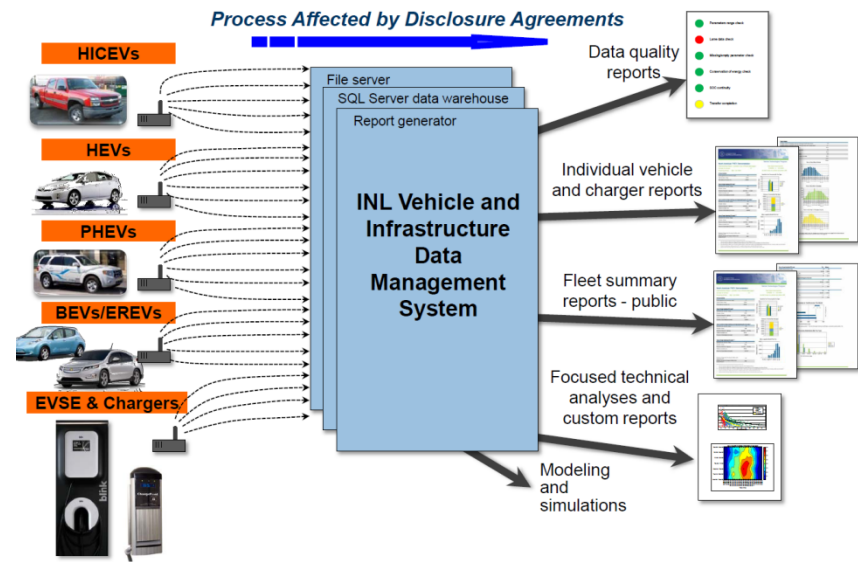 Process Affected by Disclosure Agreements
HICEVs
HEVs
PHEVs
BEVs/EREVs
EVSE & Chargers
blink
File server
SQL Server data warehouse
Report generator
INL Vehicle and
Infrastructure
Data
Management
System
Data quality
reports
Individual vehicle
and charger reports
Fleet summary
reports - public
Focused technical
analyses and
custom reports
Modeling
and
simulations